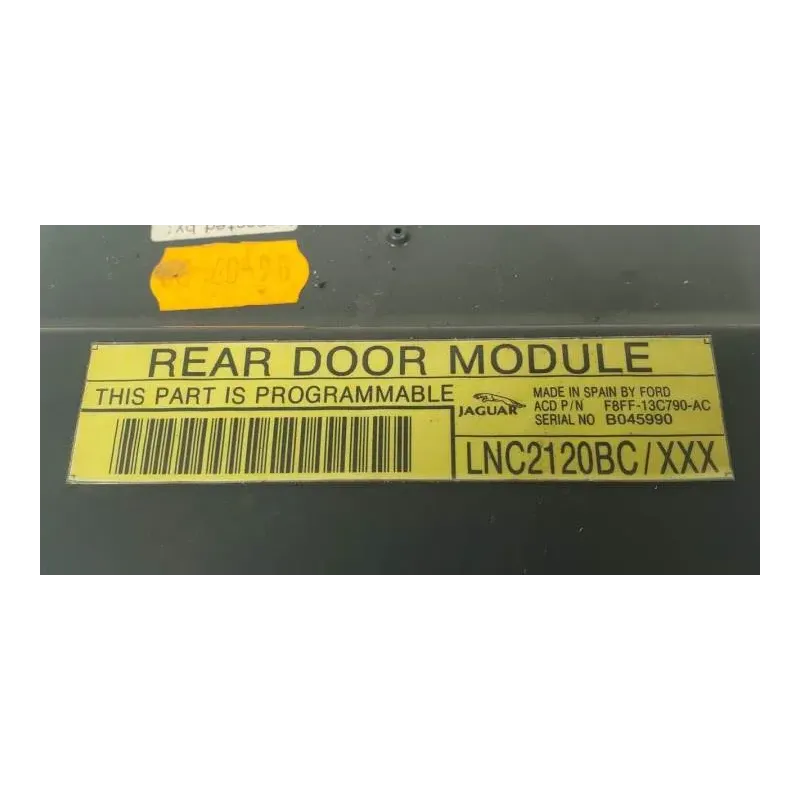 REAR DOOR MODULE
THIS PART IS PROGRAMMABLE
JAGUAR
MADE IN SPAIN BY FORD
ACD P/N F8FF-13C790-AC
SERIAL NO B045990
LNC2120BC/XXX